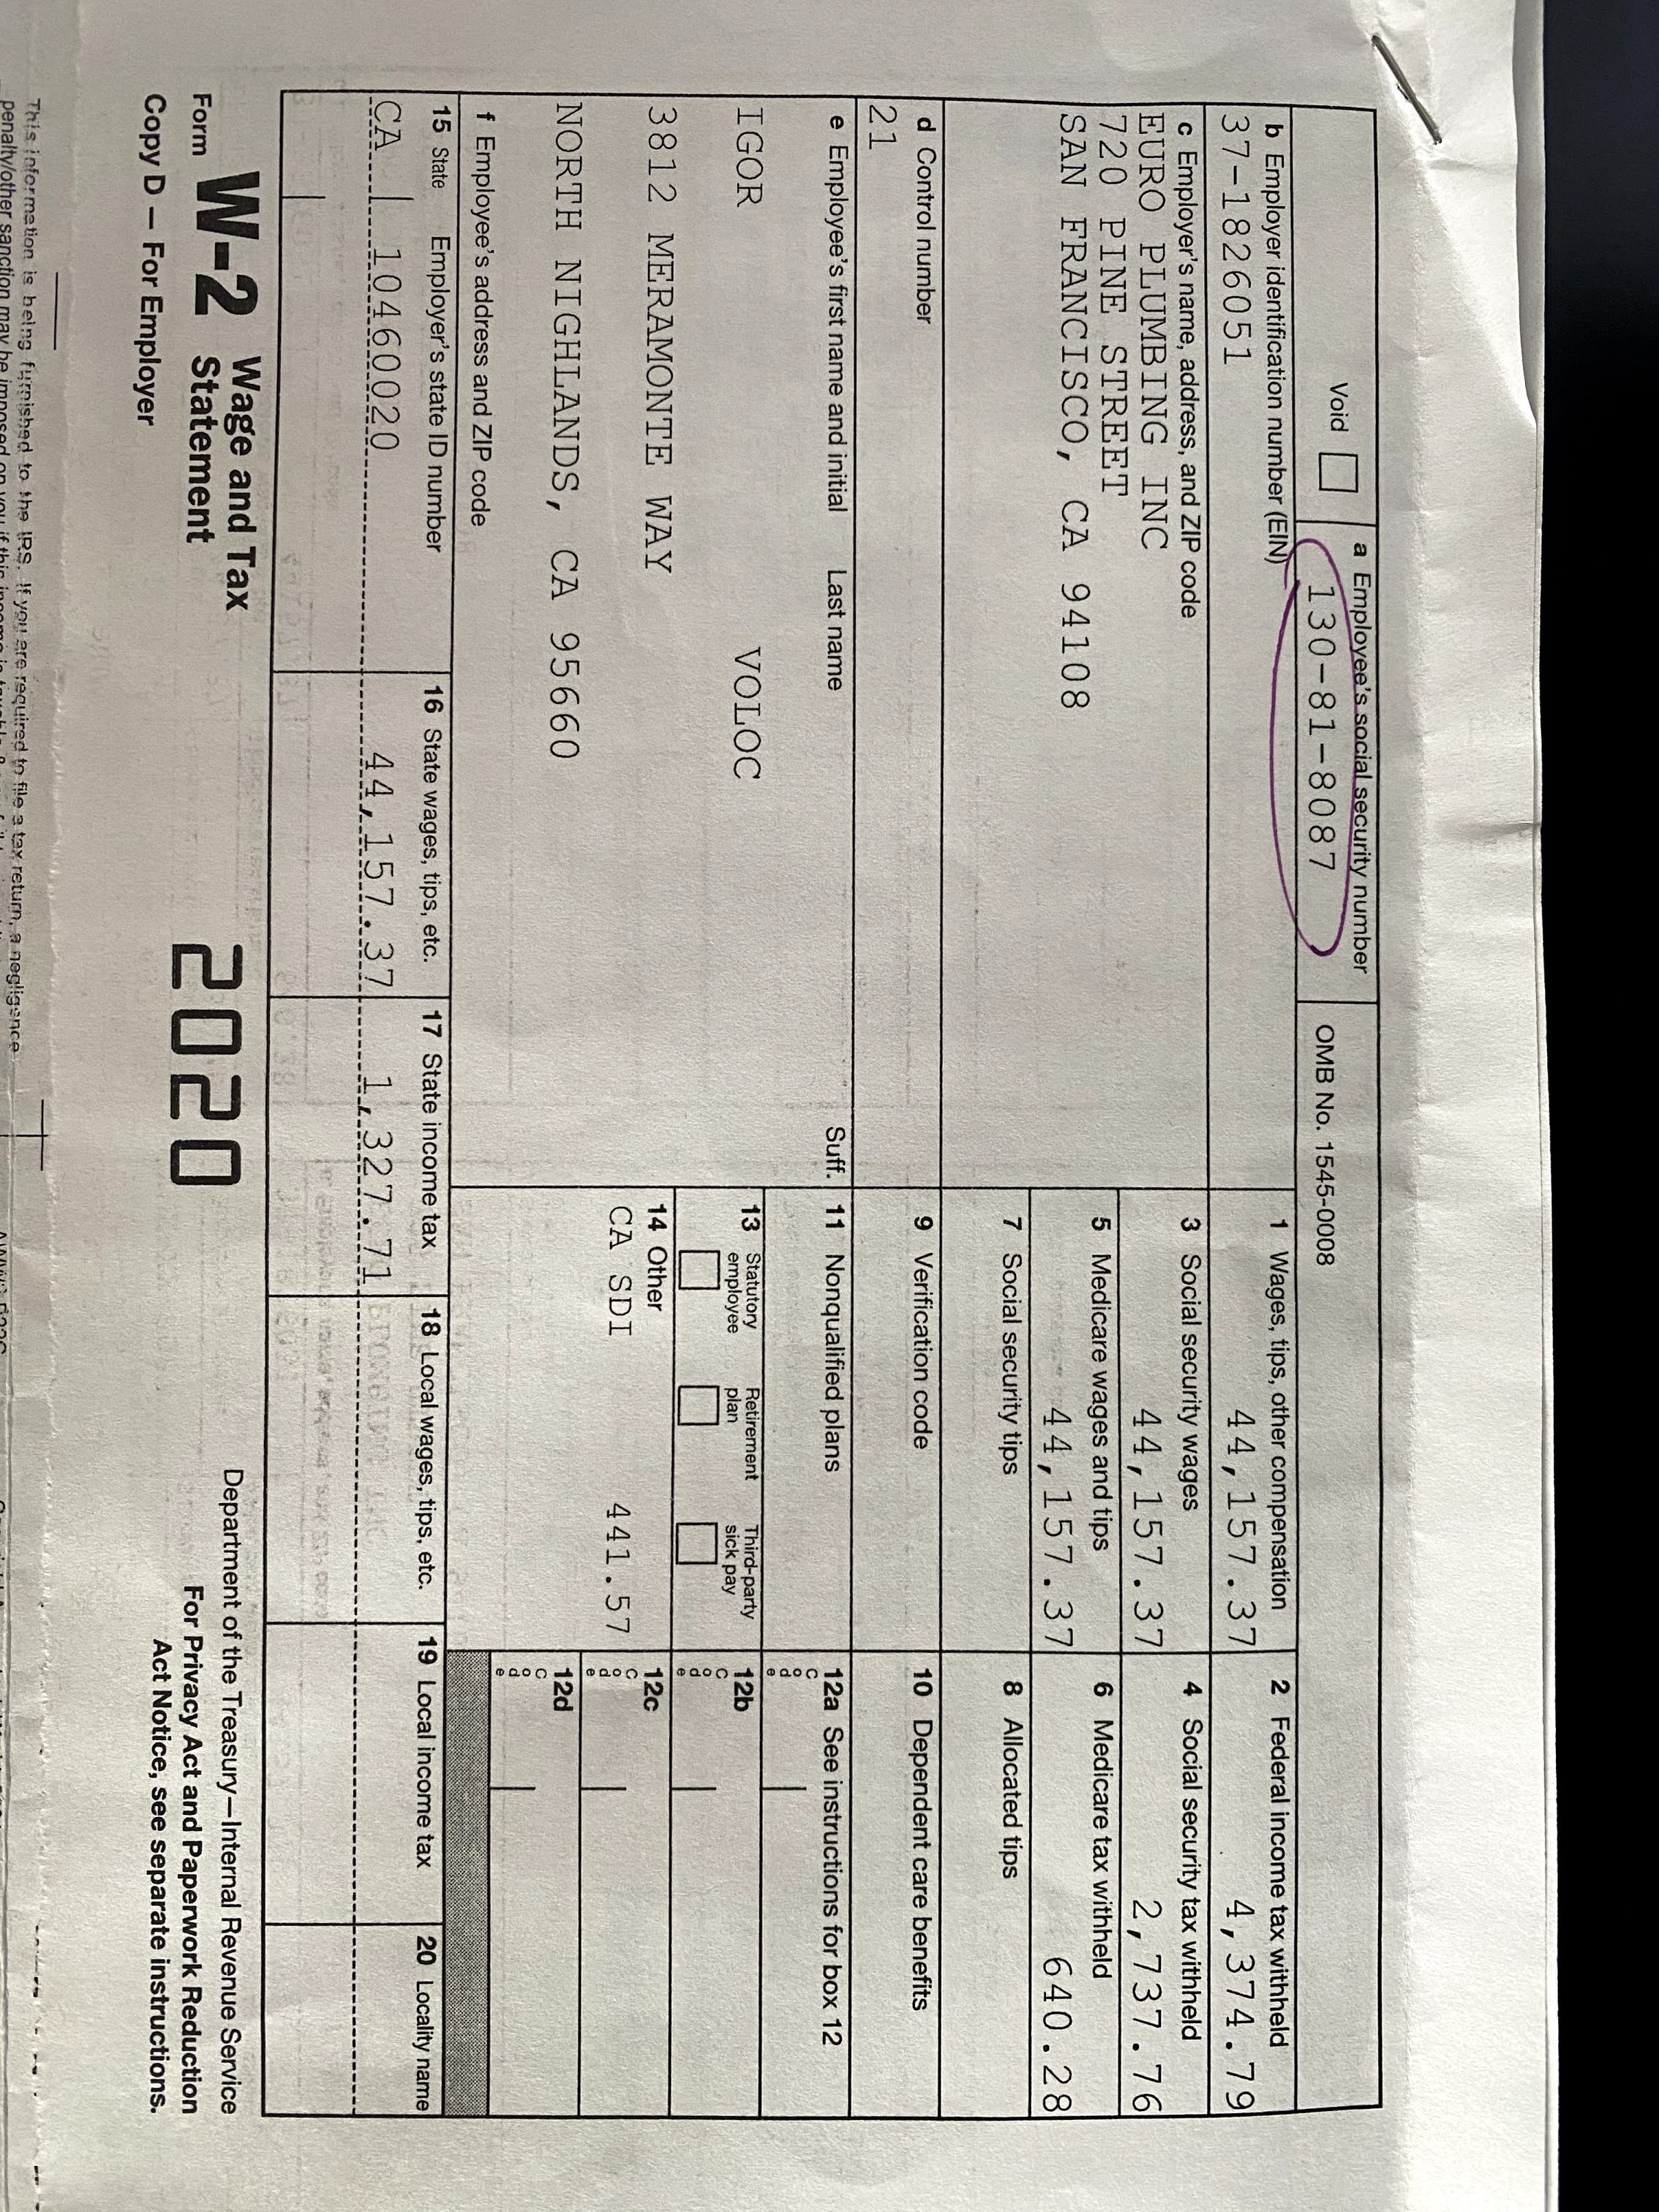 Void
a Employee's social security number
130-81-8087
OMB No. 1545-0008
b Employer identification number (EIN)
37-1826051
1 Wages, tips, other compensation
44,157.37
2 Federal income tax withheld
4,374.79
c Employer's name, address, and ZIP code
EURO PLUMBING INC
720 PINE STREET
SAN FRANCISCO, CA 94108
3 Social security wages
44,157.37
4 Social security tax withheld
2,737.76
5 Medicare wages and tips
44,157.37
6 Medicare tax withheld
640.28
7 Social security tips
8 Allocated tips
d Control number
21
9 Verification code
10 Dependent care benefits
e Employee's first name and initial Last name Suff.
IGOR VOLOC
3812 MERAMONTE WAY
NORTH NIGHLANDS, CA 95660
f Employee's address and ZIP code
11 Nonqualified plans
12a See instructions for box 12
Code
13 Statutory employee Retirement plan Third-party sick pay
12b
Code
14 Other
CA SDI 441.57
12c
Code
12d
Code
15 State Employer's state ID number
CA 10460020
16 State wages, tips, etc.
44,157.37
17 State income tax
1,327.71
18 Local wages, tips, etc.
19 Local income tax
20 Locality name
Form W-2 Wage and Tax Statement
2020
Department of the Treasury—Internal Revenue Service
Copy D — For Employer
For Privacy Act and Paperwork Reduction
Act Notice, see separate instructions.
This information is being furnished to the IRS. If you are required to file a tax return, a negligence
penalty/other sanction may be imposed on you if this income is